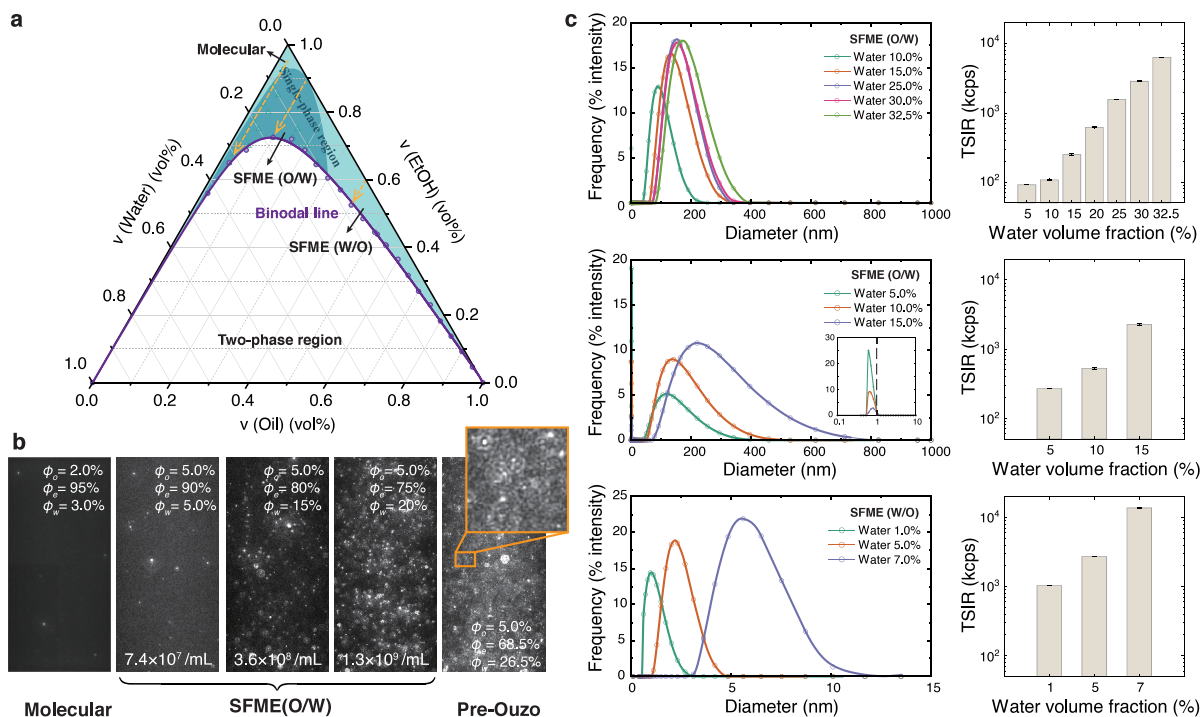 a
0.0
Molecular
1.0
0.2
Single-phase region
0.8
0.4
v (Water) (vol%)
v (EtOH) (vol%)
SFME (O/W)
0.6
Binodal line
0.6
SFME (W/O)
0.4
0.8
0.2
Two-phase region
1.0
0.0
0.0
0.2
0.4
0.6
0.8
1.0
v (Oil) (vol%)
b
ϕo = 2.0%
ϕe = 95%
ϕw = 3.0%
ϕo = 5.0%
ϕe = 90%
ϕw = 5.0%
7.4×10⁷/mL
ϕo = 5.0%
ϕe = 80%
ϕw = 15%
3.6×10⁸/mL
ϕo = 5.0%
ϕe = 75%
ϕw = 20%
1.3×10⁹/mL
ϕo = 5.0%
ϕe = 68.5%
ϕw = 26.5%
Molecular
SFME(O/W)
Pre-Ouzo
c
Frequency (% intensity)
20
15
10
5
0
SFME (O/W)
Water 10.0%
Water 15.0%
Water 25.0%
Water 30.0%
Water 32.5%
0 200 400 600 800 1000
Diameter (nm)
TSIR (kcps)
10⁴
10³
10²
5 10 15 20 25 30 32.5
Water volume fraction (%)
Frequency (% intensity)
20
15
10
5
0
SFME (O/W)
Water 5.0%
Water 10.0%
Water 15.0%
30
20
10
0
0.1 1 10
0 200 400 600 800 1000
Diameter (nm)
TSIR (kcps)
10⁴
10³
10²
5 10 15
Water volume fraction (%)
Frequency (% intensity)
25
20
15
10
5
0
SFME (W/O)
Water 1.0%
Water 5.0%
Water 7.0%
0 5 10 15
Diameter (nm)
TSIR (kcps)
10⁴
10³
10²
1 5 7
Water volume fraction (%)